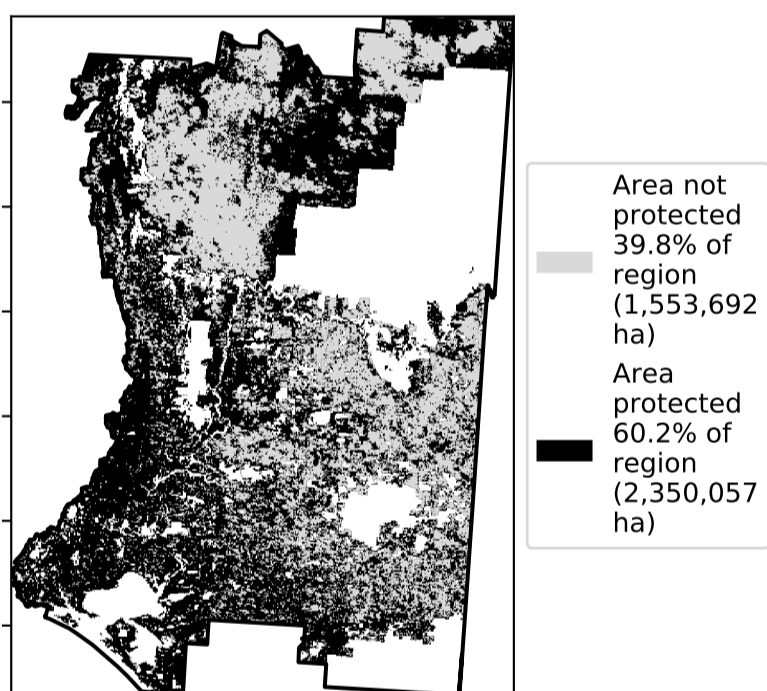 Area not
protected
39.8% of
region
(1,553,692
ha)
Area
protected
60.2% of
region
(2,350,057
ha)